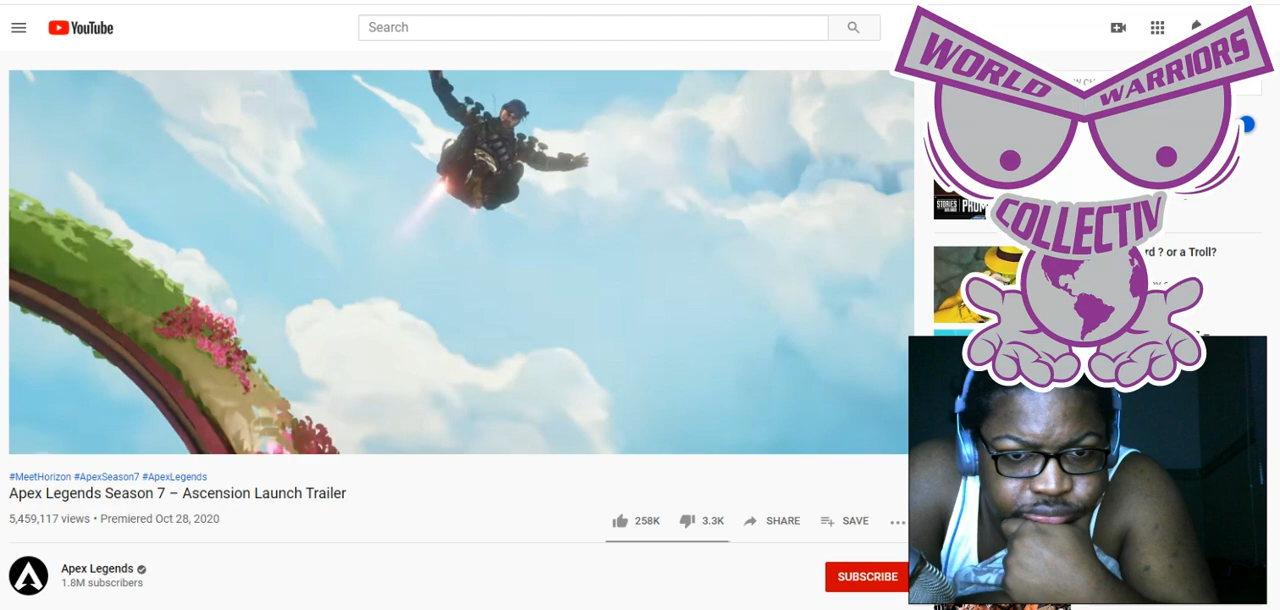 YouTube
Search
WORLD WARRIORS
COLLECTIV
STORIES
rd ? or a Troll?
#MeetHorizon #ApexSeason7 #ApexLegends
Apex Legends Season 7 – Ascension Launch Trailer
5,459,117 views • Premiered Oct 28, 2020
258K 3.3K SHARE SAVE
Apex Legends
1.8M subscribers
SUBSCRIBE